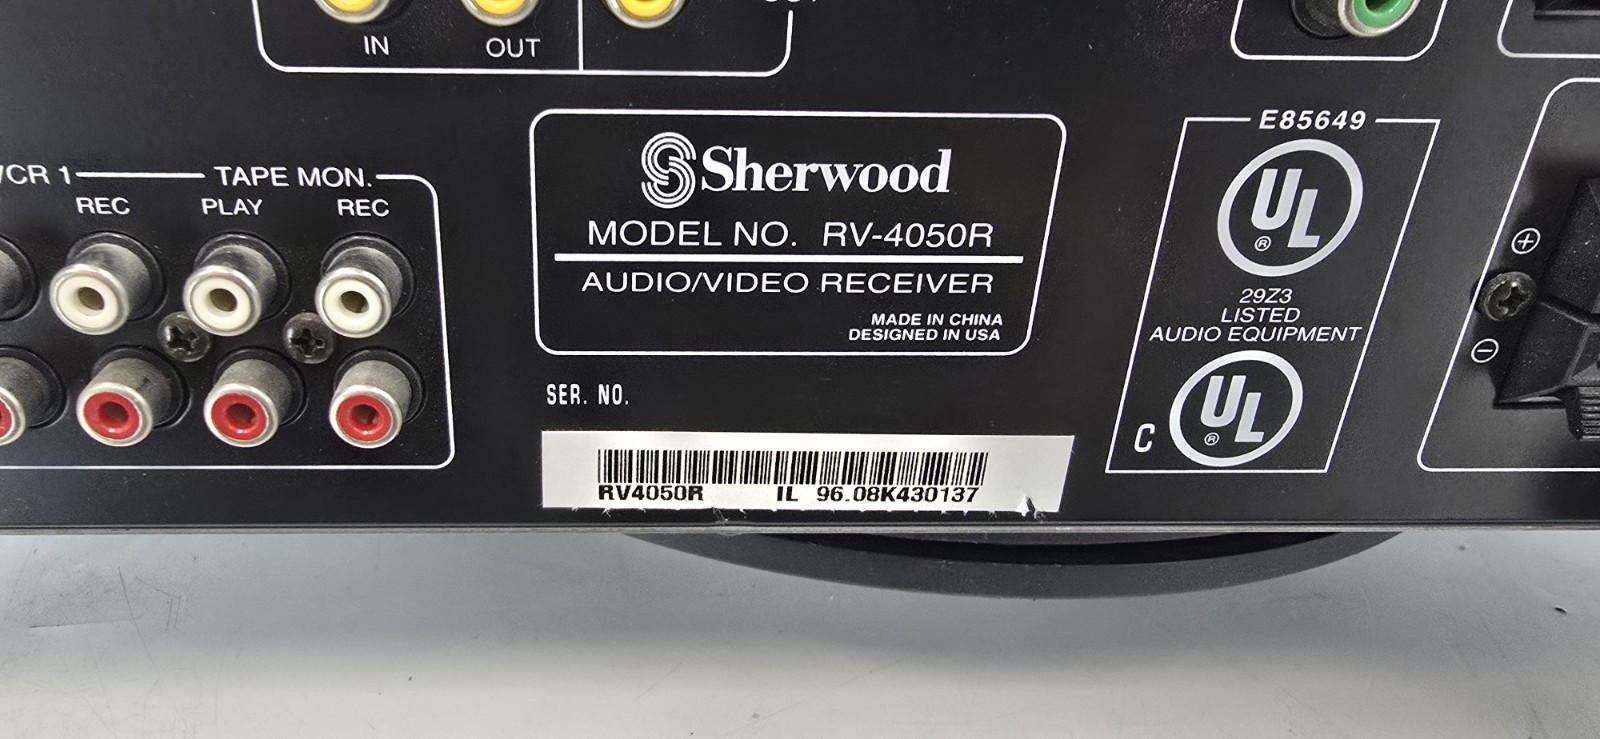 IN OUT
CR 1 TAPE MON.
REC PLAY REC
Sherwood
MODEL NO. RV-4050R
AUDIO/VIDEO RECEIVER
MADE IN CHINA
DESIGNED IN USA
SER. NO.
RV4050R IL 96.08K430137
E85649
UL
®
29Z3
LISTED
AUDIO EQUIPMENT
C UL
®
+
−